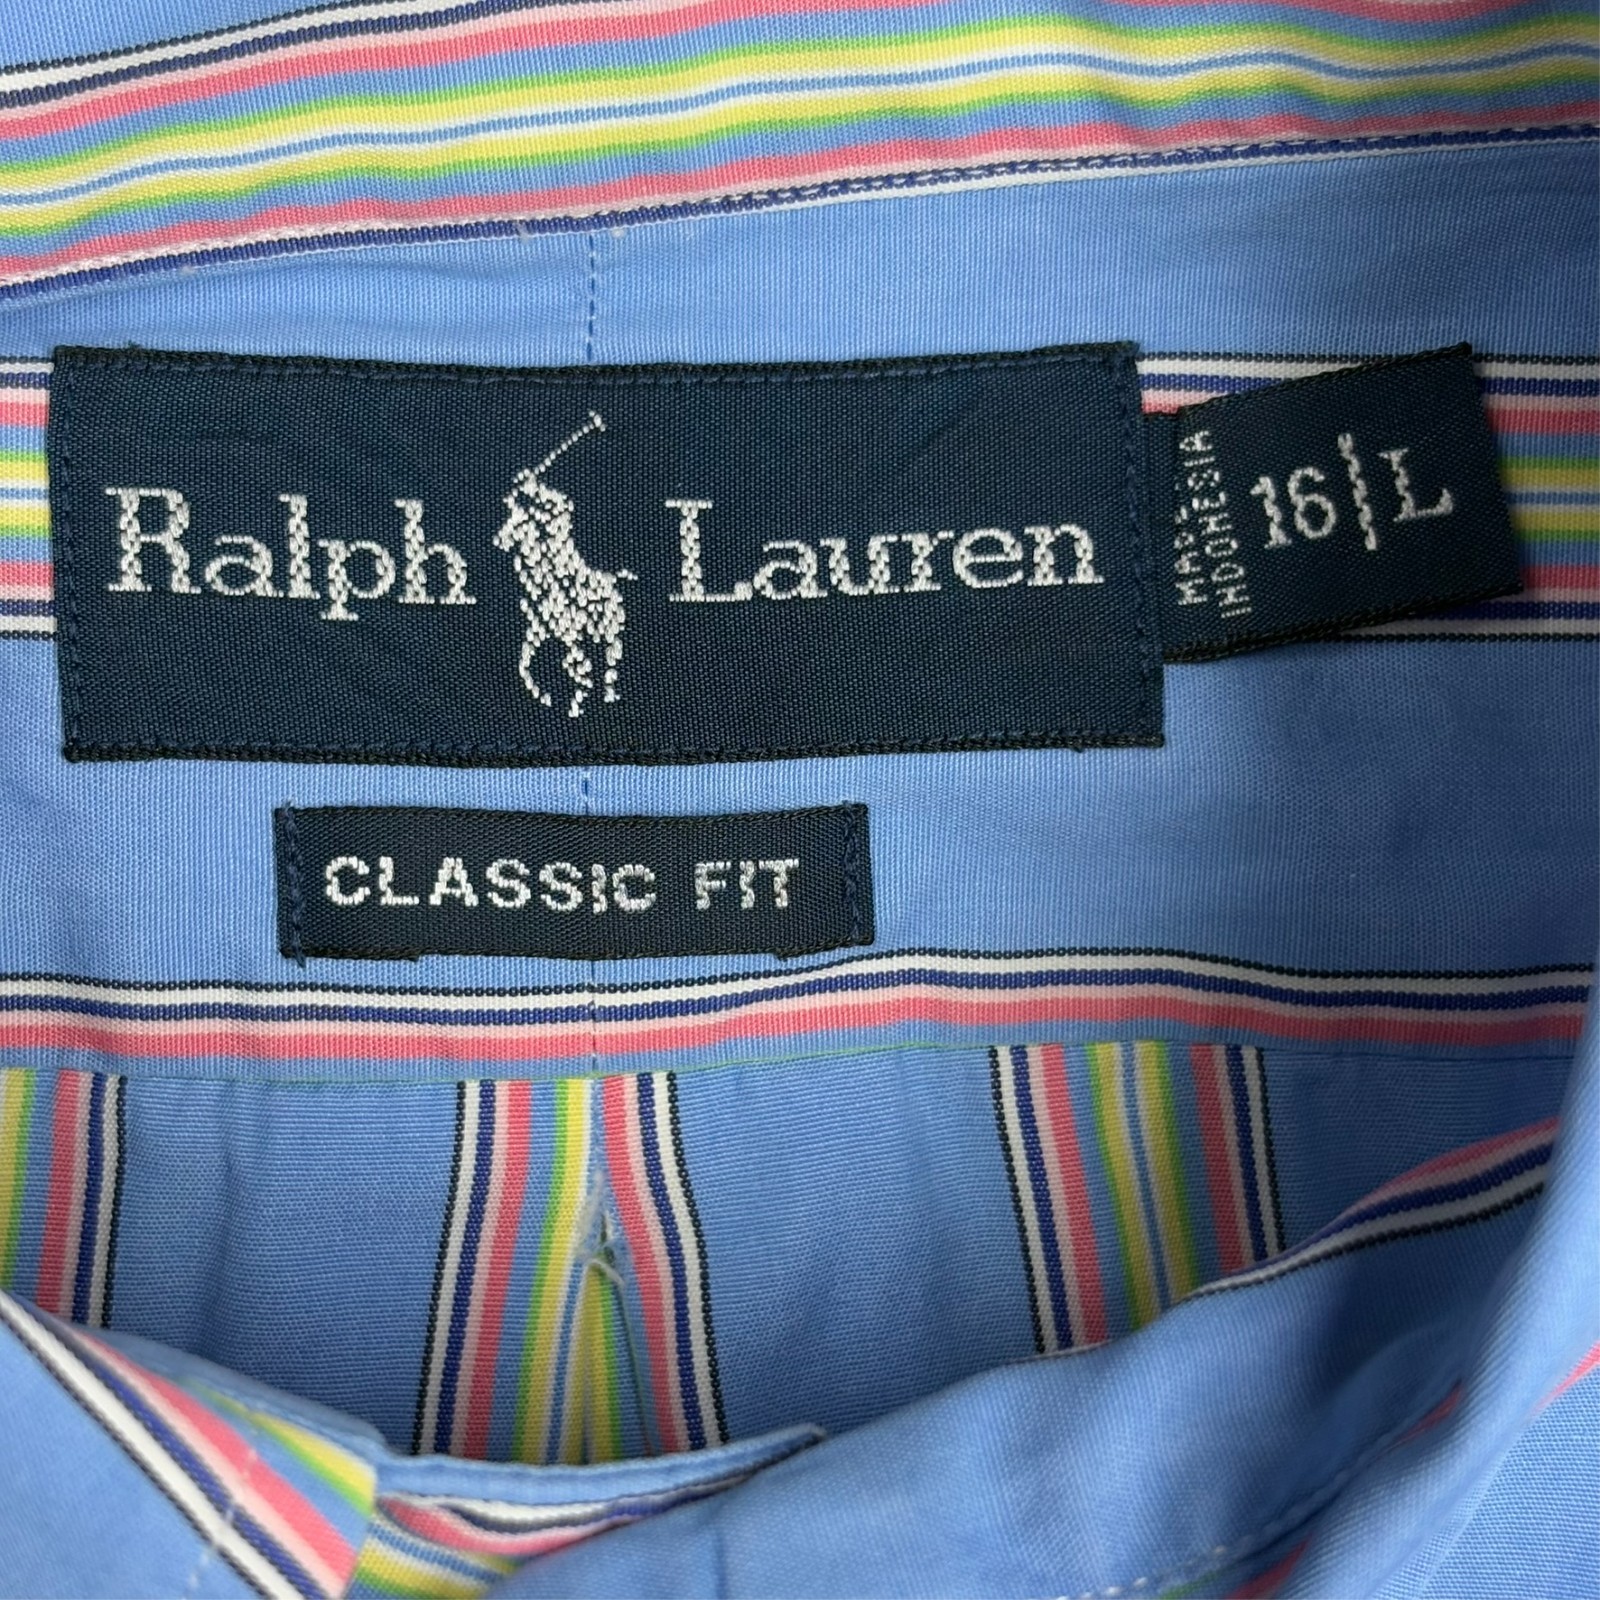 Ralph Lauren
MADE IN
INDONESIA
16 | L
CLASSIC FIT